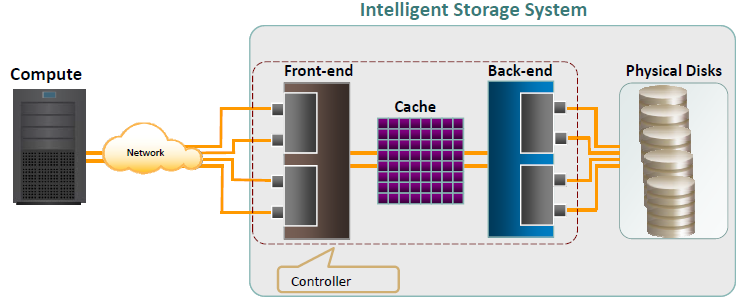 Intelligent Storage System
Compute
Front-end
Back-end
Physical Disks
Cache
Network
Controller